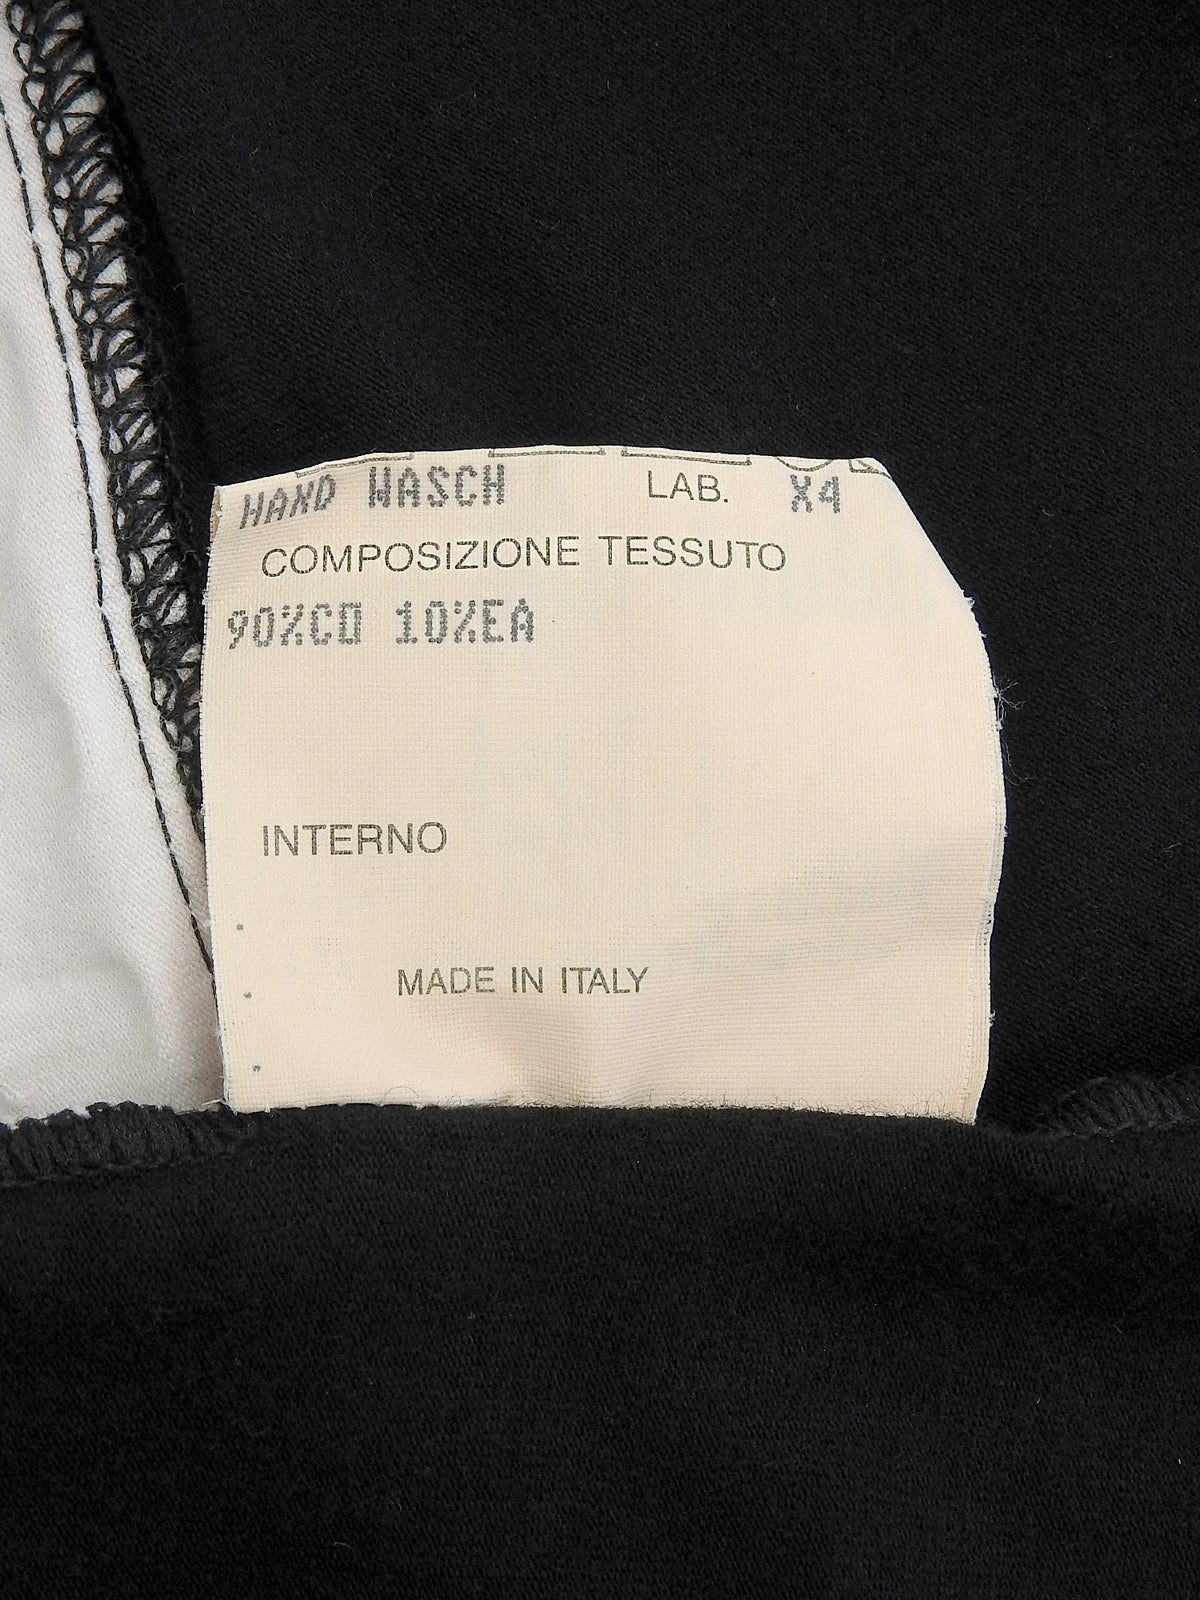 HAND WASCH LAB. X4
COMPOSIZIONE TESSUTO
90%CO 10%EA
INTERNO
MADE IN ITALY